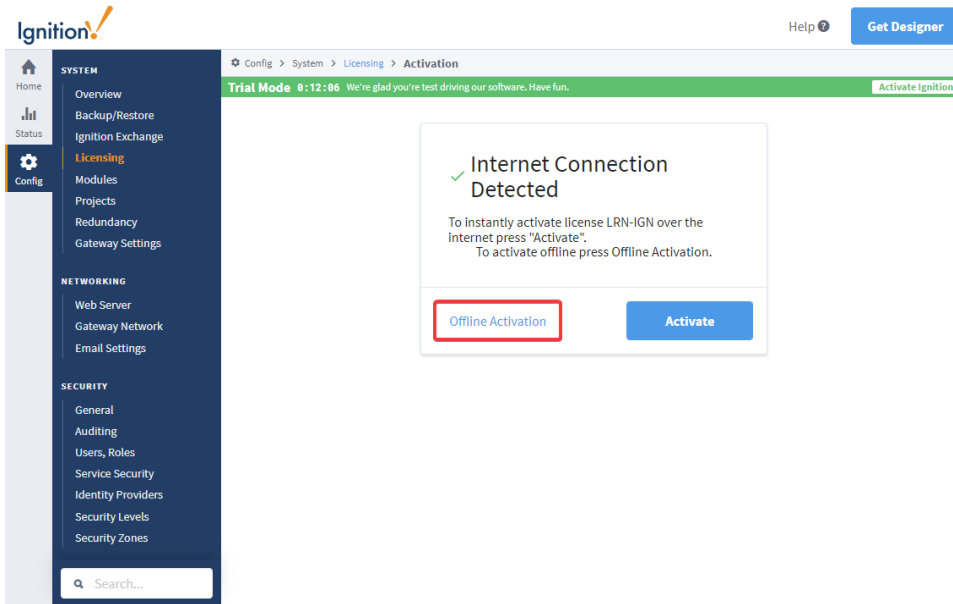 Ignition!
Help ?
Get Designer
Home
Status
Config
SYSTEM
Overview
Backup/Restore
Ignition Exchange
Licensing
Modules
Projects
Redundancy
Gateway Settings
NETWORKING
Web Server
Gateway Network
Email Settings
SECURITY
General
Auditing
Users, Roles
Service Security
Identity Providers
Security Levels
Security Zones
Search...
Config > System > Licensing > Activation
Trial Mode 0:12:06 We're glad you're test driving our software. Have fun.
Activate Ignition
Internet Connection
Detected
To instantly activate license LRN-IGN over the
internet press "Activate".
To activate offline press Offline Activation.
Offline Activation
Activate